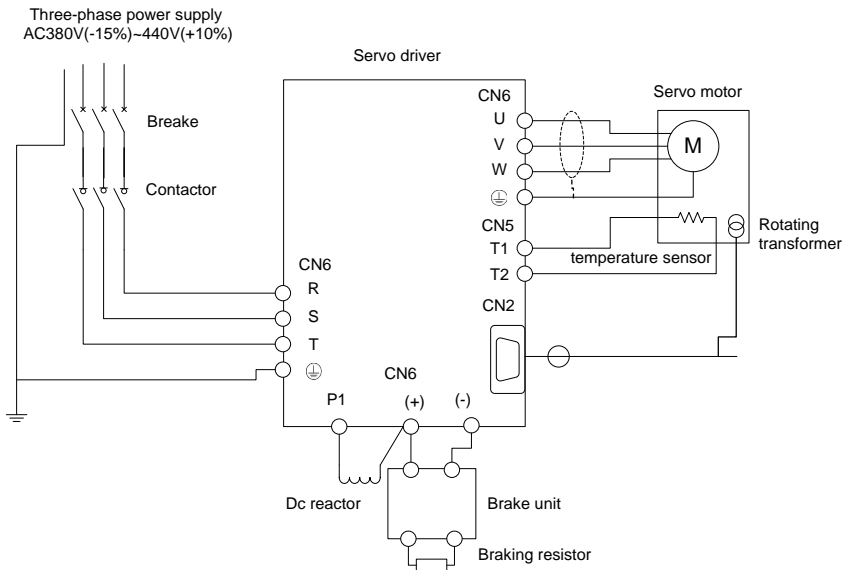 Three-phase power supply
AC380V(-15%)~440V(+10%)
Servo driver
Servo motor
Breake
Contactor
CN6
U
V
W
M
CN5
T1
T2
temperature sensor
Rotating
transformer
CN2
CN6
R
S
T
CN6
P1
(+)
(-)
Dc reactor
Brake unit
Braking resistor